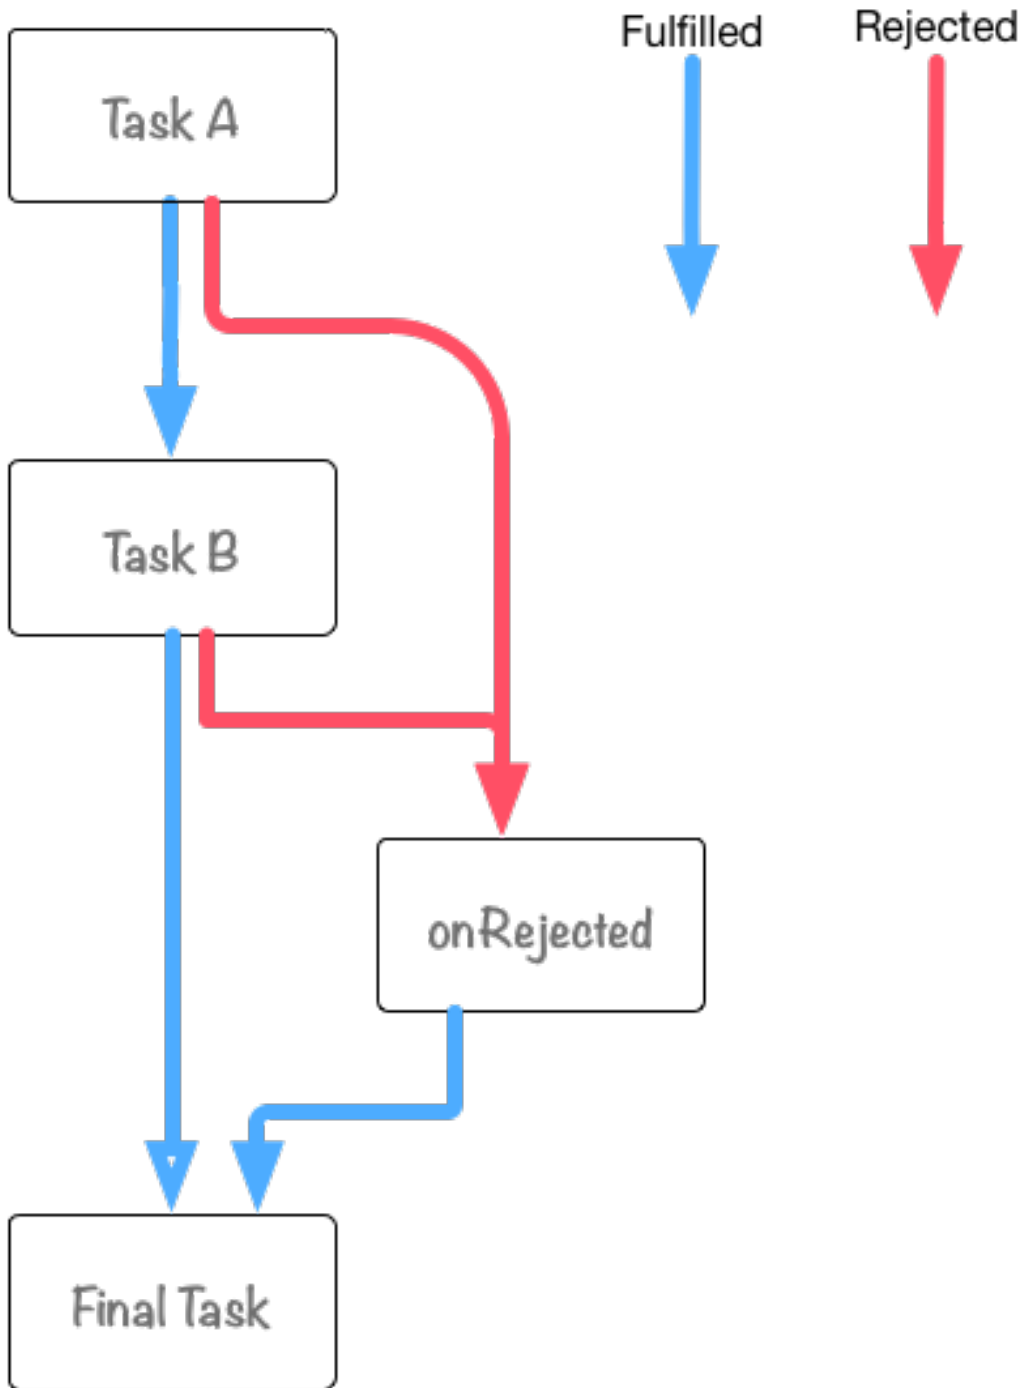 Fulfilled
Rejected
Task A
Task B
onRejected
Final Task